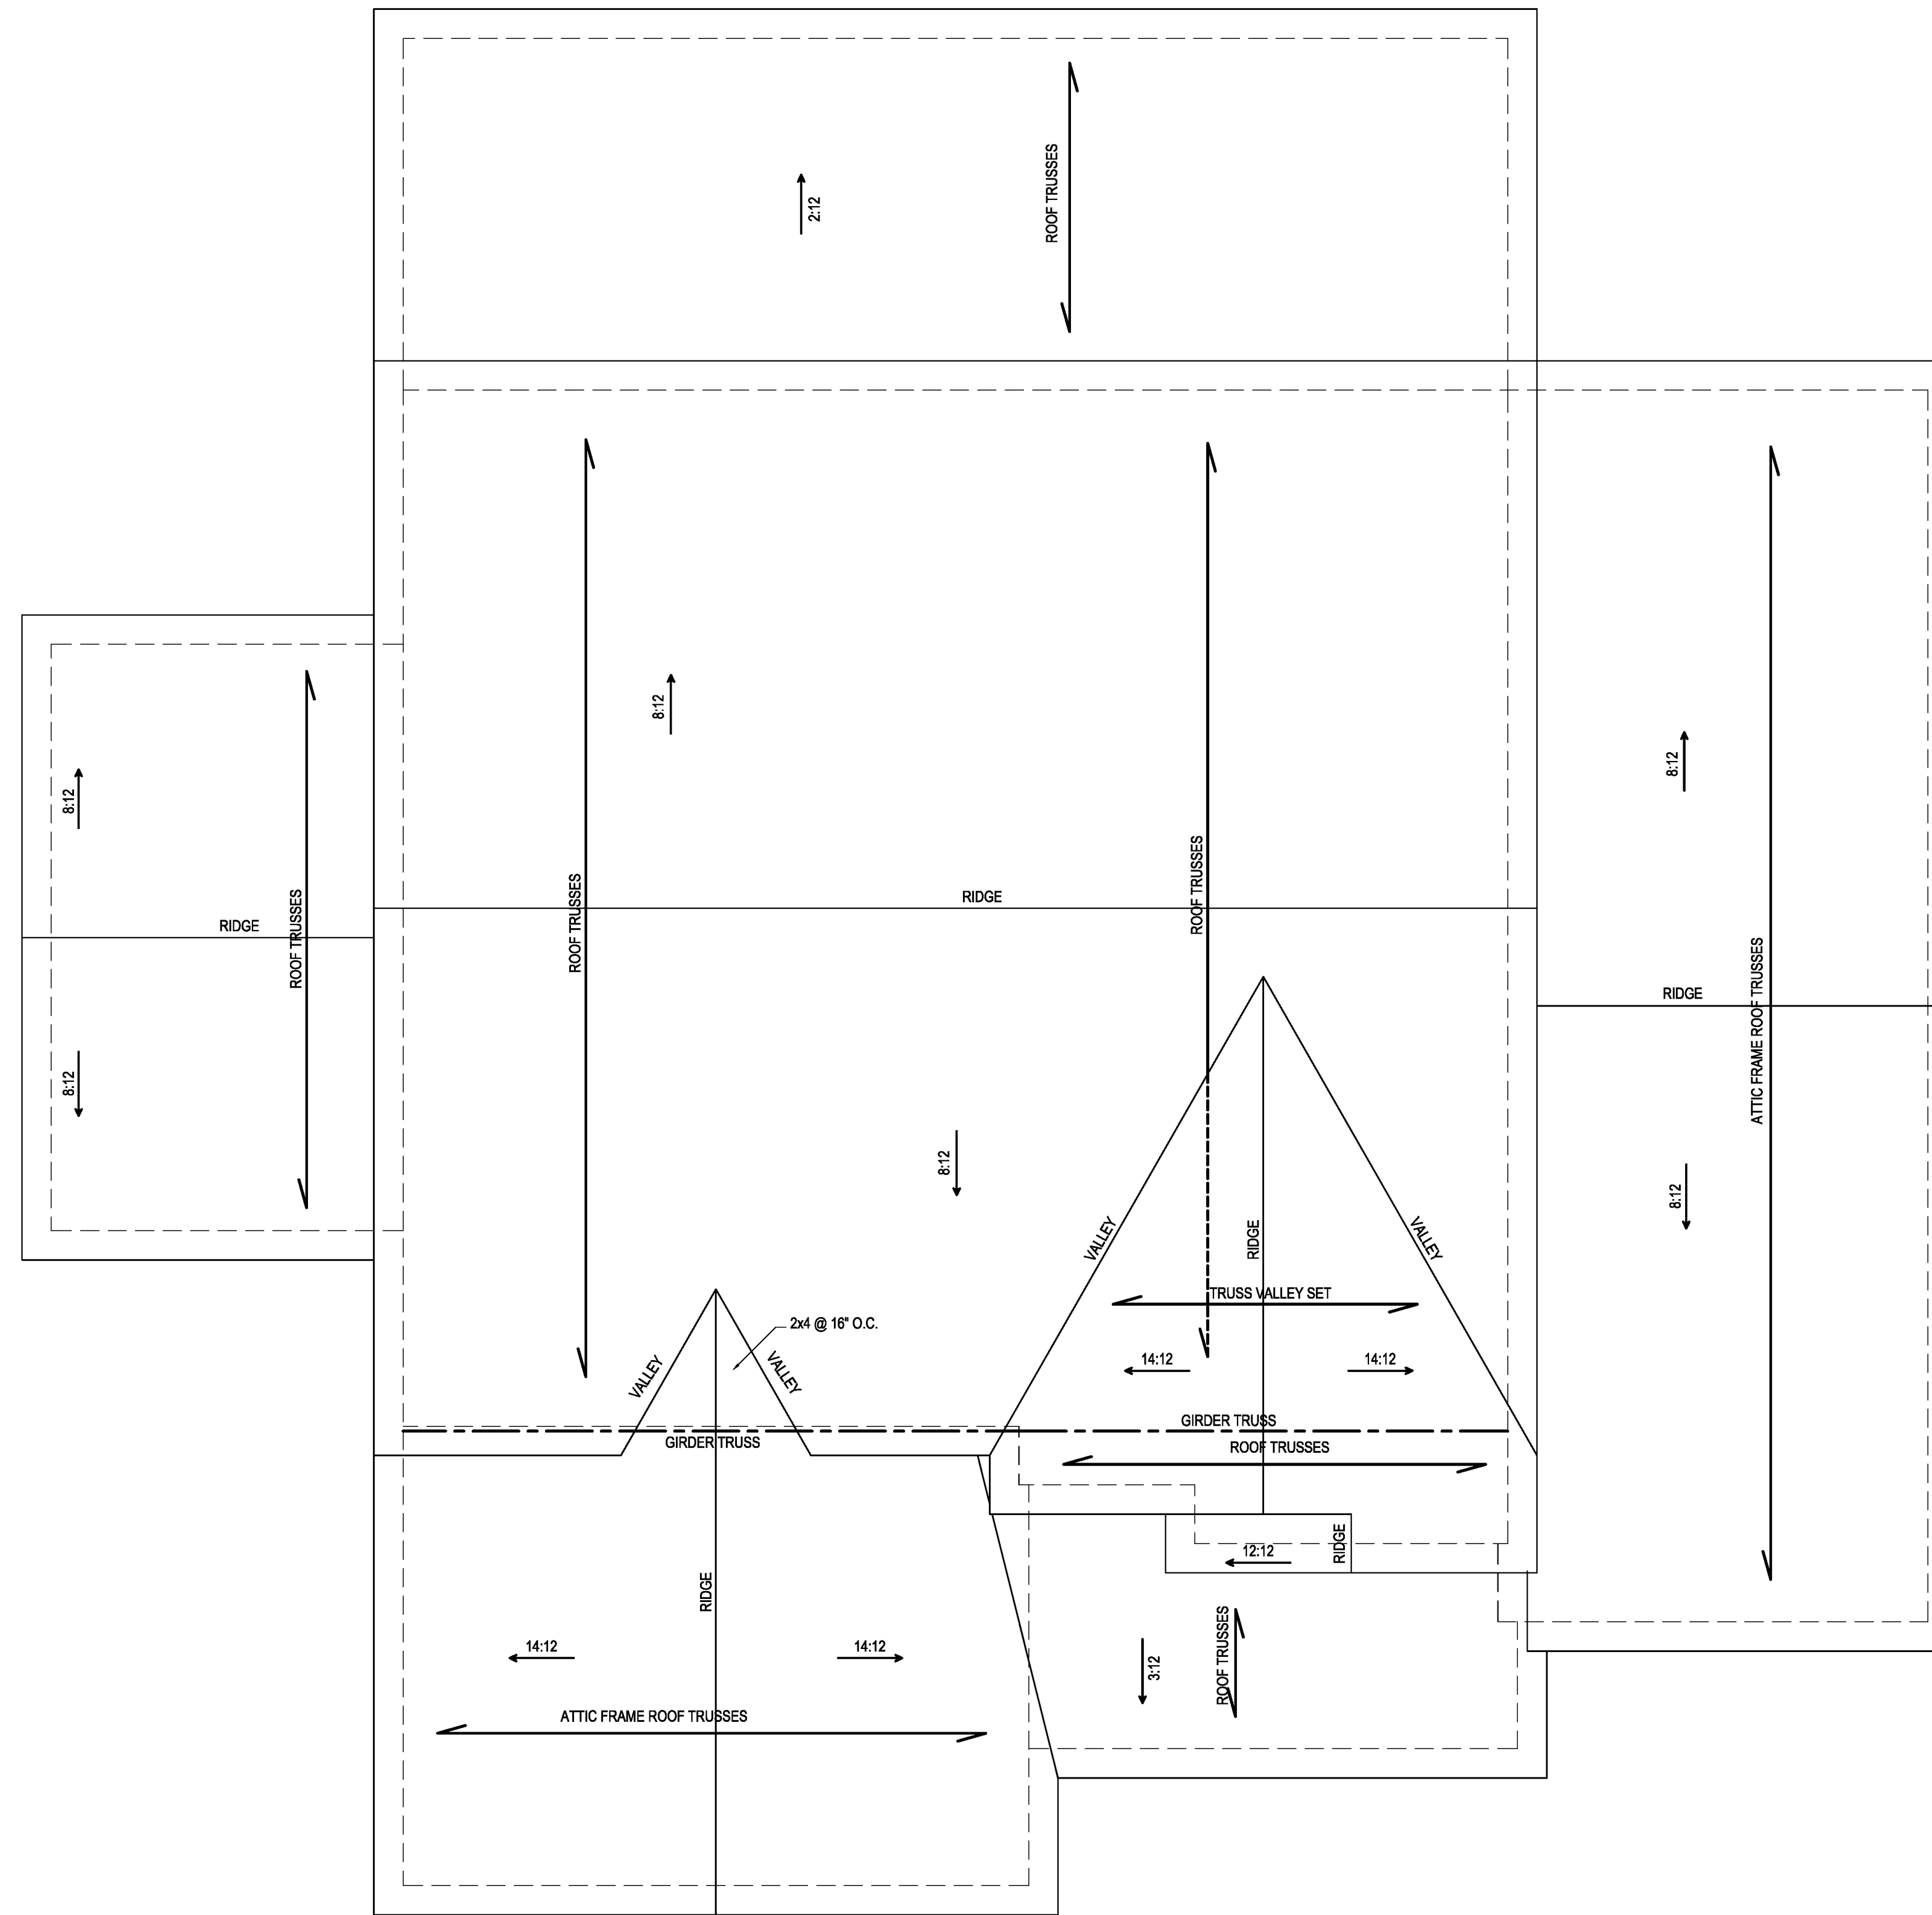 ROOF TRUSSES
2:12
8:12
8:12
8:12
ROOF TRUSSES
ROOF TRUSSES
RIDGE
RIDGE
ROOF TRUSSES
ATTIC FRAME ROOF TRUSSES
RIDGE
8:12
8:12
8:12
VALLEY
RIDGE
VALLEY
TRUSS VALLEY SET
2x4 @ 16" O.C.
VALLEY
VALLEY
14:12
14:12
GIRDER TRUSS
GIRDER TRUSS
ROOF TRUSSES
RIDGE
12:12
RIDGE
14:12
14:12
3:12
ROOF TRUSSES
ATTIC FRAME ROOF TRUSSES